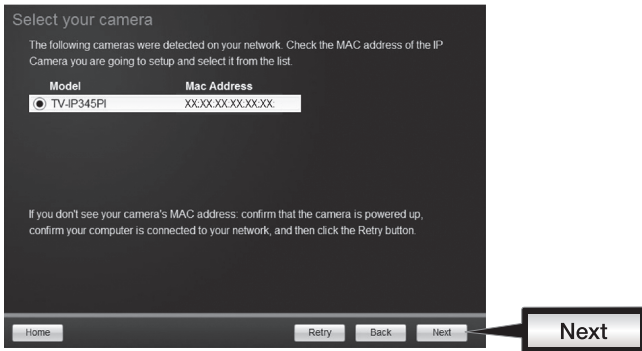 Select your camera
The following cameras were detected on your network. Check the MAC address of the IP
Camera you are going to setup and select it from the list.
Model Mac Address
TV-IP345PI XX:XX:XX:XX:XX:XX:
If you don't see your camera's MAC address: confirm that the camera is powered up,
confirm your computer is connected to your network, and then click the Retry button.
Home Retry Back Next Next